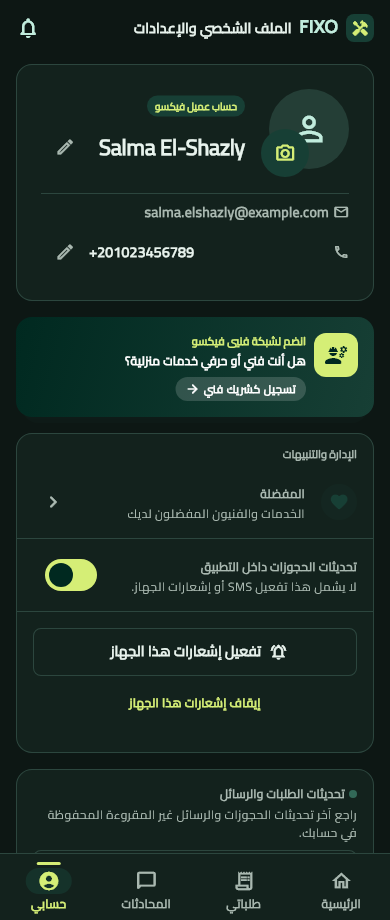 FIXO الملف الشخصي والإعدادات
حساب عميل فيكسو
Salma El-Shazly
salma.elshazly@example.com
+201023456789
انضم لشبكة فنيي فيكسو
هل أنت فني أو حرفي خدمات منزلية؟
تسجيل كشريك فني →
الإدارة والتنبيهات
المفضلة
الخدمات والفنيون المفضلون لديك
تحديثات الحجوزات داخل التطبيق
لا يشمل هذا تفعيل SMS أو إشعارات الجهاز.
تفعيل إشعارات هذا الجهاز
إيقاف إشعارات هذا الجهاز
تحديثات الطلبات والرسائل
راجع آخر تحديثات الحجوزات والرسائل غير المقروءة المحفوظة
في حسابك.
الرئيسية
طلباتي
المحادثات
حسابي